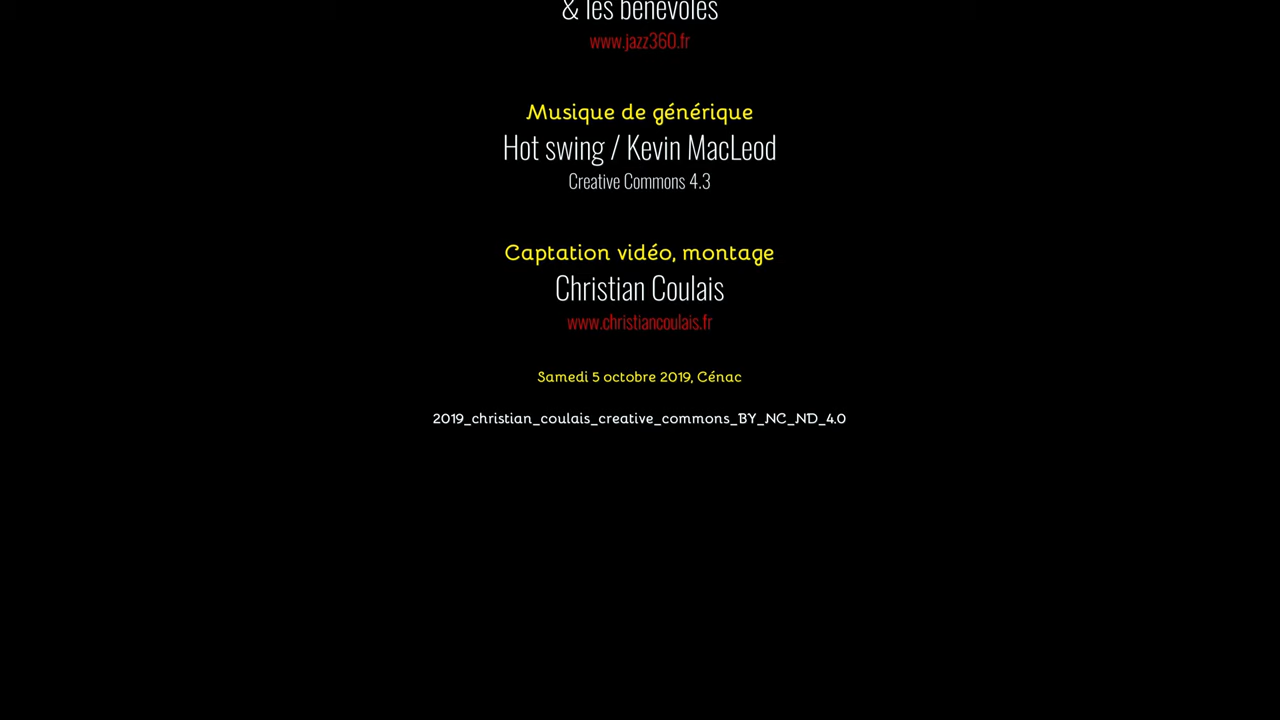 & les bénévoles
www.jazz360.fr
Musique de générique
Hot swing / Kevin MacLeod
Creative Commons 4.3
Captation vidéo, montage
Christian Coulais
www.christiancoulais.fr
Samedi 5 octobre 2019, Cénac
2019_christian_coulais_creative_commons_BY_NC_ND_4.0